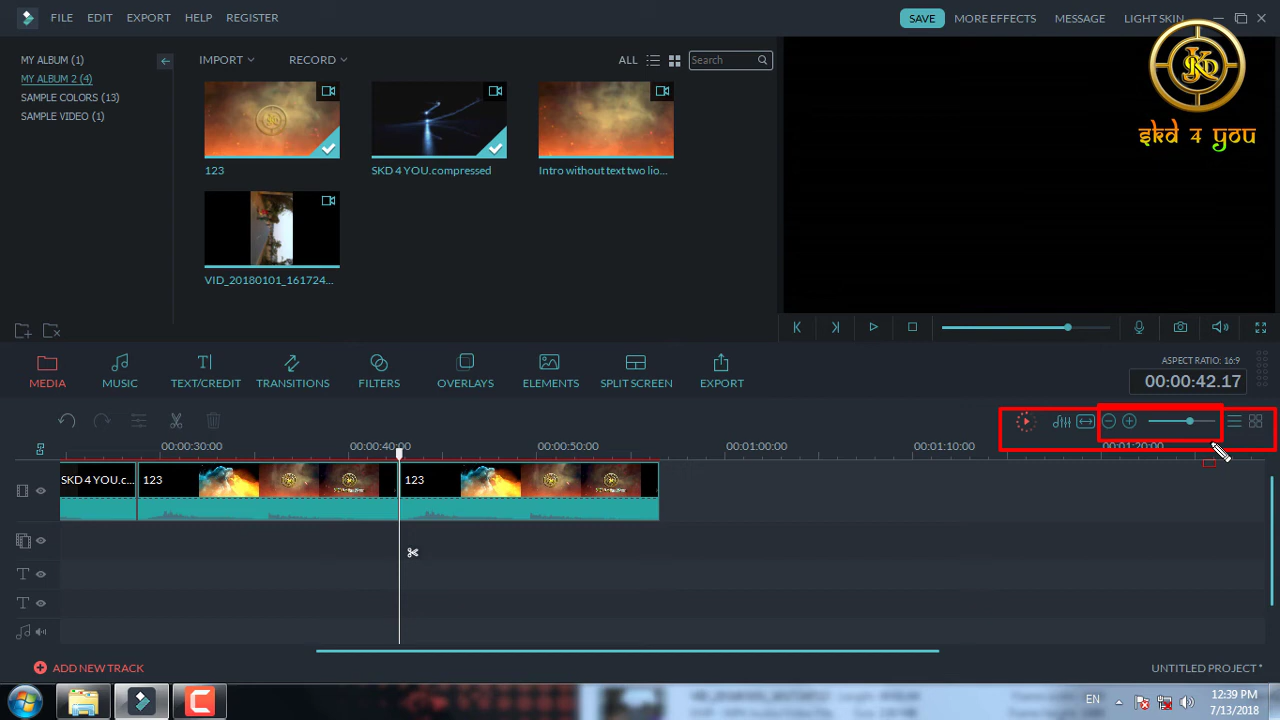 FILE EDIT EXPORT HELP REGISTER
SAVE MORE EFFECTS MESSAGE LIGHT SKIN
MY ALBUM (1)
MY ALBUM 2 (4)
SAMPLE COLORS (13)
SAMPLE VIDEO (1)
IMPORT RECORD ALL Search
123
SKD 4 YOU.compressed
Intro without text two lio...
VID_20180101_161724...
SKD
SKD 4 YOU
MEDIA MUSIC TEXT/CREDIT TRANSITIONS FILTERS OVERLAYS ELEMENTS SPLIT SCREEN EXPORT
ASPECT RATIO: 16:9
00:00:42.17
00:00:30:00 00:00:40:00 00:00:50:00 00:01:00:00 00:01:10:00 00:01:20:00
SKD 4 YOU.c... 123 123
ADD NEW TRACK
UNTITLED PROJECT *
EN
12:39 PM
7/13/2018